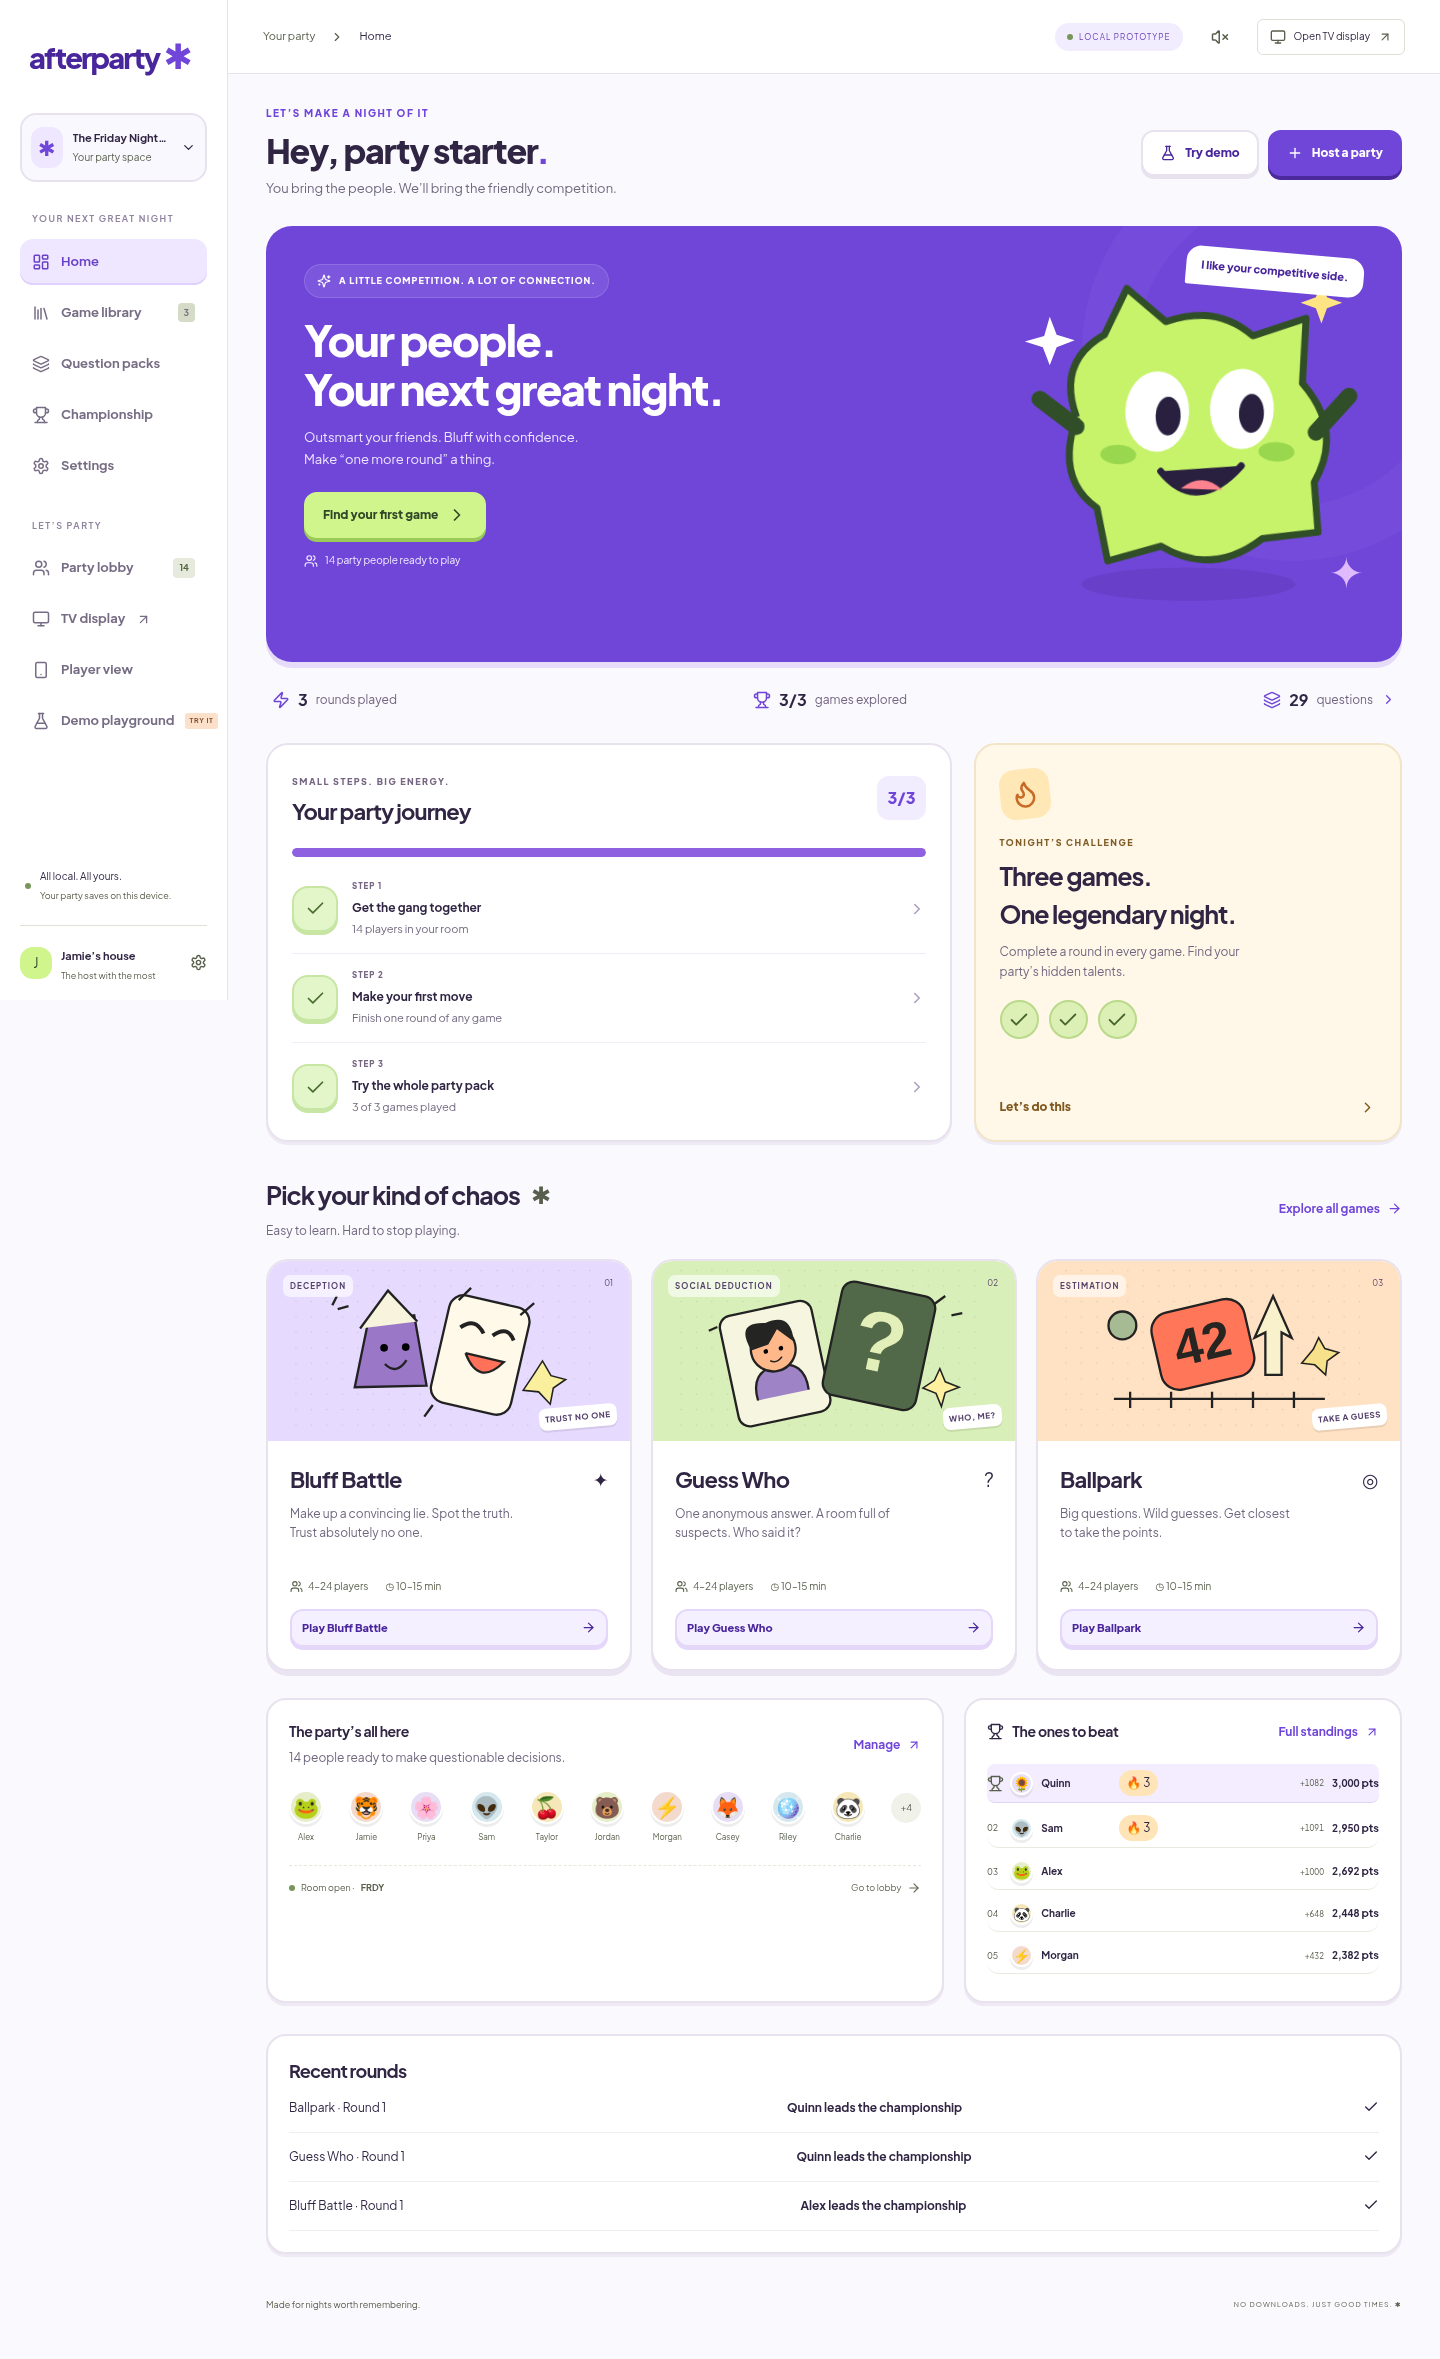 afterparty
The Friday Night...
Your party space
YOUR NEXT GREAT NIGHT
Home
Game library
3
Question packs
Championship
Settings
LET'S PARTY
Party lobby
14
TV display
Player view
Demo playground
TRY IT
All local. All yours.
Your party saves on this device.
J
Jamie's house
The host with the most
Your party
Home
LOCAL PROTOTYPE
Open TV display
LET'S MAKE A NIGHT OF IT
Hey, party starter.
You bring the people. We'll bring the friendly competition.
Try demo
Host a party
A LITTLE COMPETITION. A LOT OF CONNECTION.
Your people.
Your next great night.
Outsmart your friends. Bluff with confidence.
Make “one more round” a thing.
Find your first game
14 party people ready to play
I like your competitive side.
3 rounds played
3/3 games explored
29 questions
SMALL STEPS. BIG ENERGY.
Your party journey
3/3
STEP 1
Get the gang together
14 players in your room
STEP 2
Make your first move
Finish one round of any game
STEP 3
Try the whole party pack
3 of 3 games played
TONIGHT'S CHALLENGE
Three games.
One legendary night.
Complete a round in every game. Find your
party's hidden talents.
Let's do this
Pick your kind of chaos
Easy to learn. Hard to stop playing.
Explore all games
DECEPTION
01
TRUST NO ONE
Bluff Battle
Make up a convincing lie. Spot the truth.
Trust absolutely no one.
4–24 players
10–15 min
Play Bluff Battle
SOCIAL DEDUCTION
02
?
WHO, ME?
Guess Who
?
One anonymous answer. A room full of
suspects. Who said it?
4–24 players
10–15 min
Play Guess Who
ESTIMATION
03
42
TAKE A GUESS
Ballpark
Big questions. Wild guesses. Get closest
to take the points.
4–24 players
10–15 min
Play Ballpark
The party's all here
14 people ready to make questionable decisions.
Manage
Alex
Jamie
Priya
Sam
Taylor
Jordan
Morgan
Casey
Riley
Charlie
+4
Room open · FRDY
Go to lobby
The ones to beat
Full standings
Quinn 3 +1082 3,000 pts
02 Sam 3 +1091 2,950 pts
03 Alex +1000 2,692 pts
04 Charlie +648 2,448 pts
05 Morgan +432 2,382 pts
Recent rounds
Ballpark · Round 1 Quinn leads the championship
Guess Who · Round 1 Quinn leads the championship
Bluff Battle · Round 1 Alex leads the championship
Made for nights worth remembering.
NO DOWNLOADS. JUST GOOD TIMES.